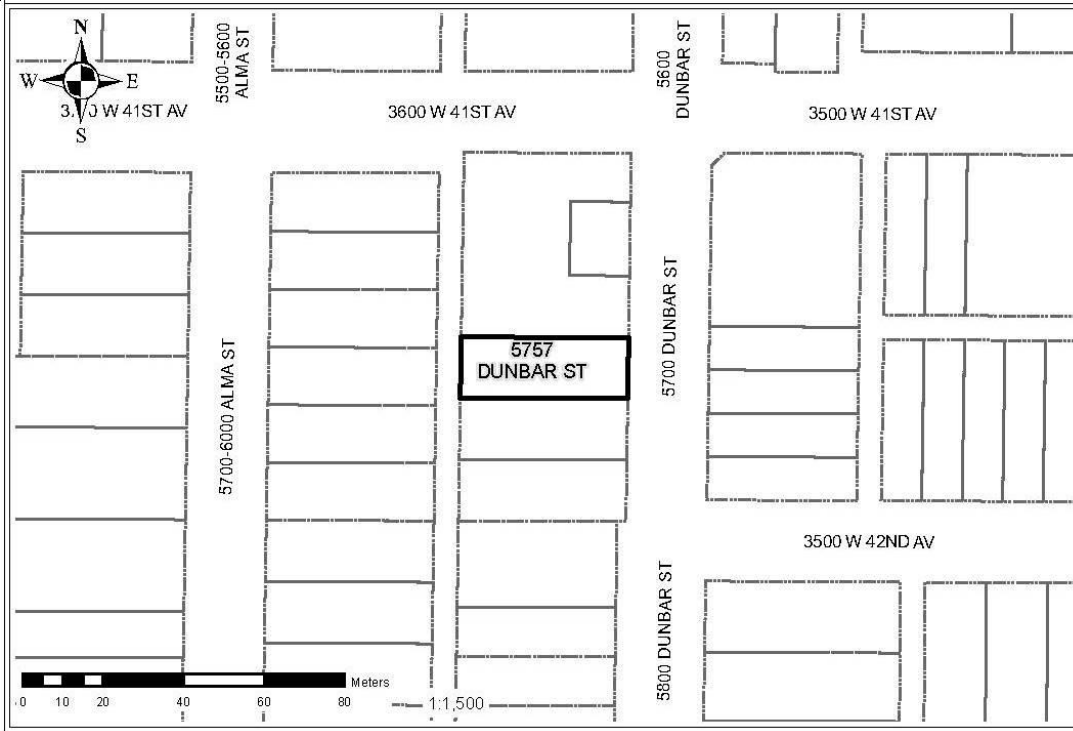 N
W
E
S
5500-5600
ALMA ST
5600
DUNBAR ST
W 41ST AV
3600 W 41ST AV
3500 W 41ST AV
5757
DUNBAR ST
5700 DUNBAR ST
5700-6000 ALMA ST
3500 W 42ND AV
5800 DUNBAR ST
Meters
0 10 20 40 60 80
1:1,500